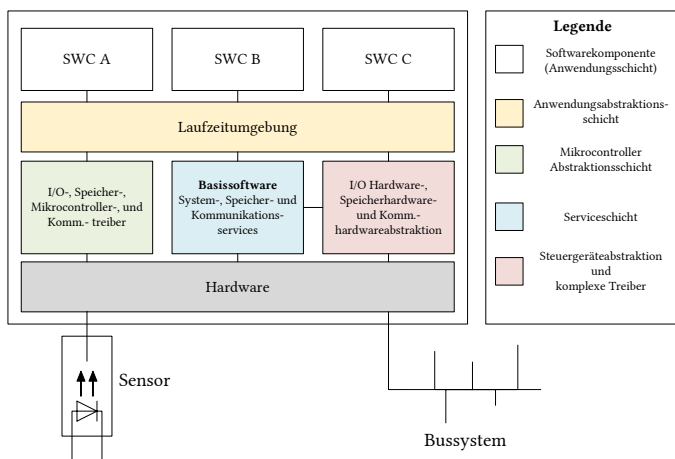 SWC A
SWC B
SWC C
Laufzeitumgebung
I/O-, Speicher-,
Mikrocontroller-, und
Komm.- treiber
Basissoftware
System-, Speicher- und
Kommunikations-
services
I/O Hardware-,
Speicherhardware-
und Komm.-
hardwareabstraktion
Hardware
Sensor
Bussystem
Legende
Softwarekomponente
(Anwendungsschicht)
Anwendungsabstraktions-
schicht
Mikrocontroller
Abstraktionsschicht
Serviceschicht
Steuergeräteabstraktion
und
komplexe Treiber